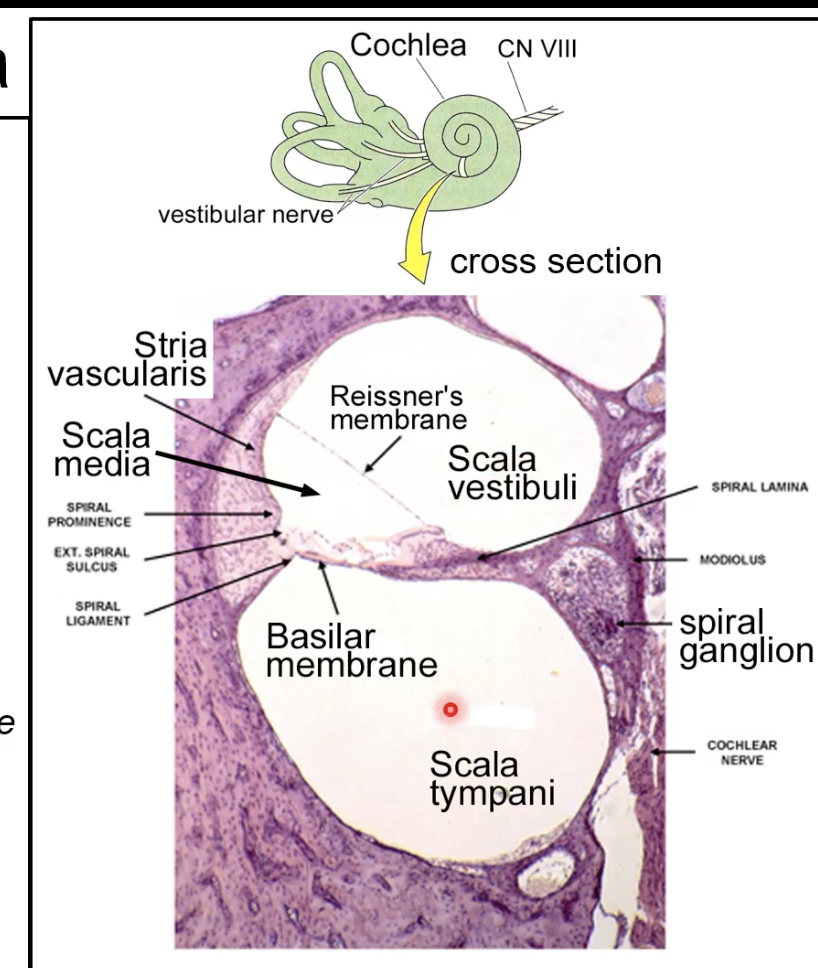 Cochlea
CN VIII
vestibular nerve
cross section
Stria
vascularis
Reissner's
membrane
Scala
media
Scala
vestibuli
SPIRAL LAMINA
SPIRAL
PROMINENCE
EXT. SPIRAL
SULCUS
MODIOLUS
SPIRAL
LIGAMENT
spiral
ganglion
Basilar
membrane
e
COCHLEAR
NERVE
Scala
tympani